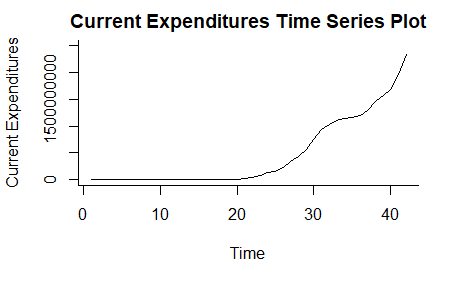 Current Expenditures Time Series Plot
Current Expenditures
1500000000
0
0 10 20 30 40
Time